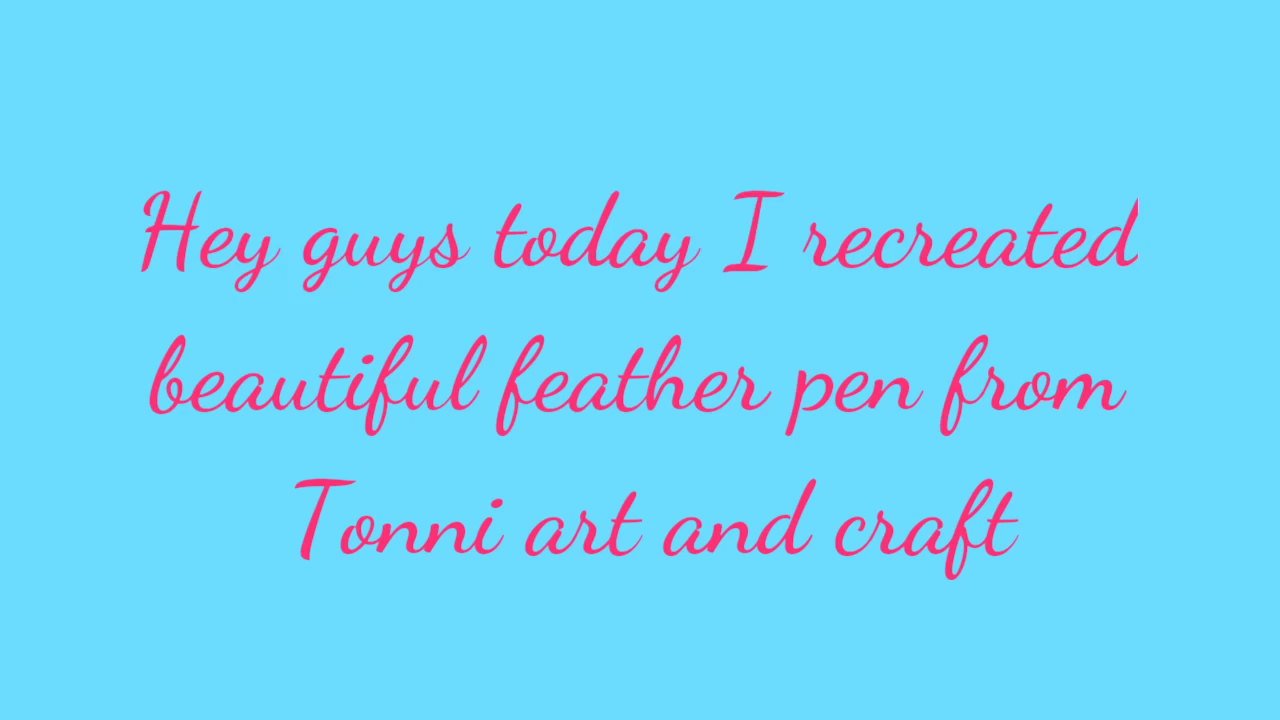 Hey guys today I recreated
beautiful feather pen from
Tonni art and craft